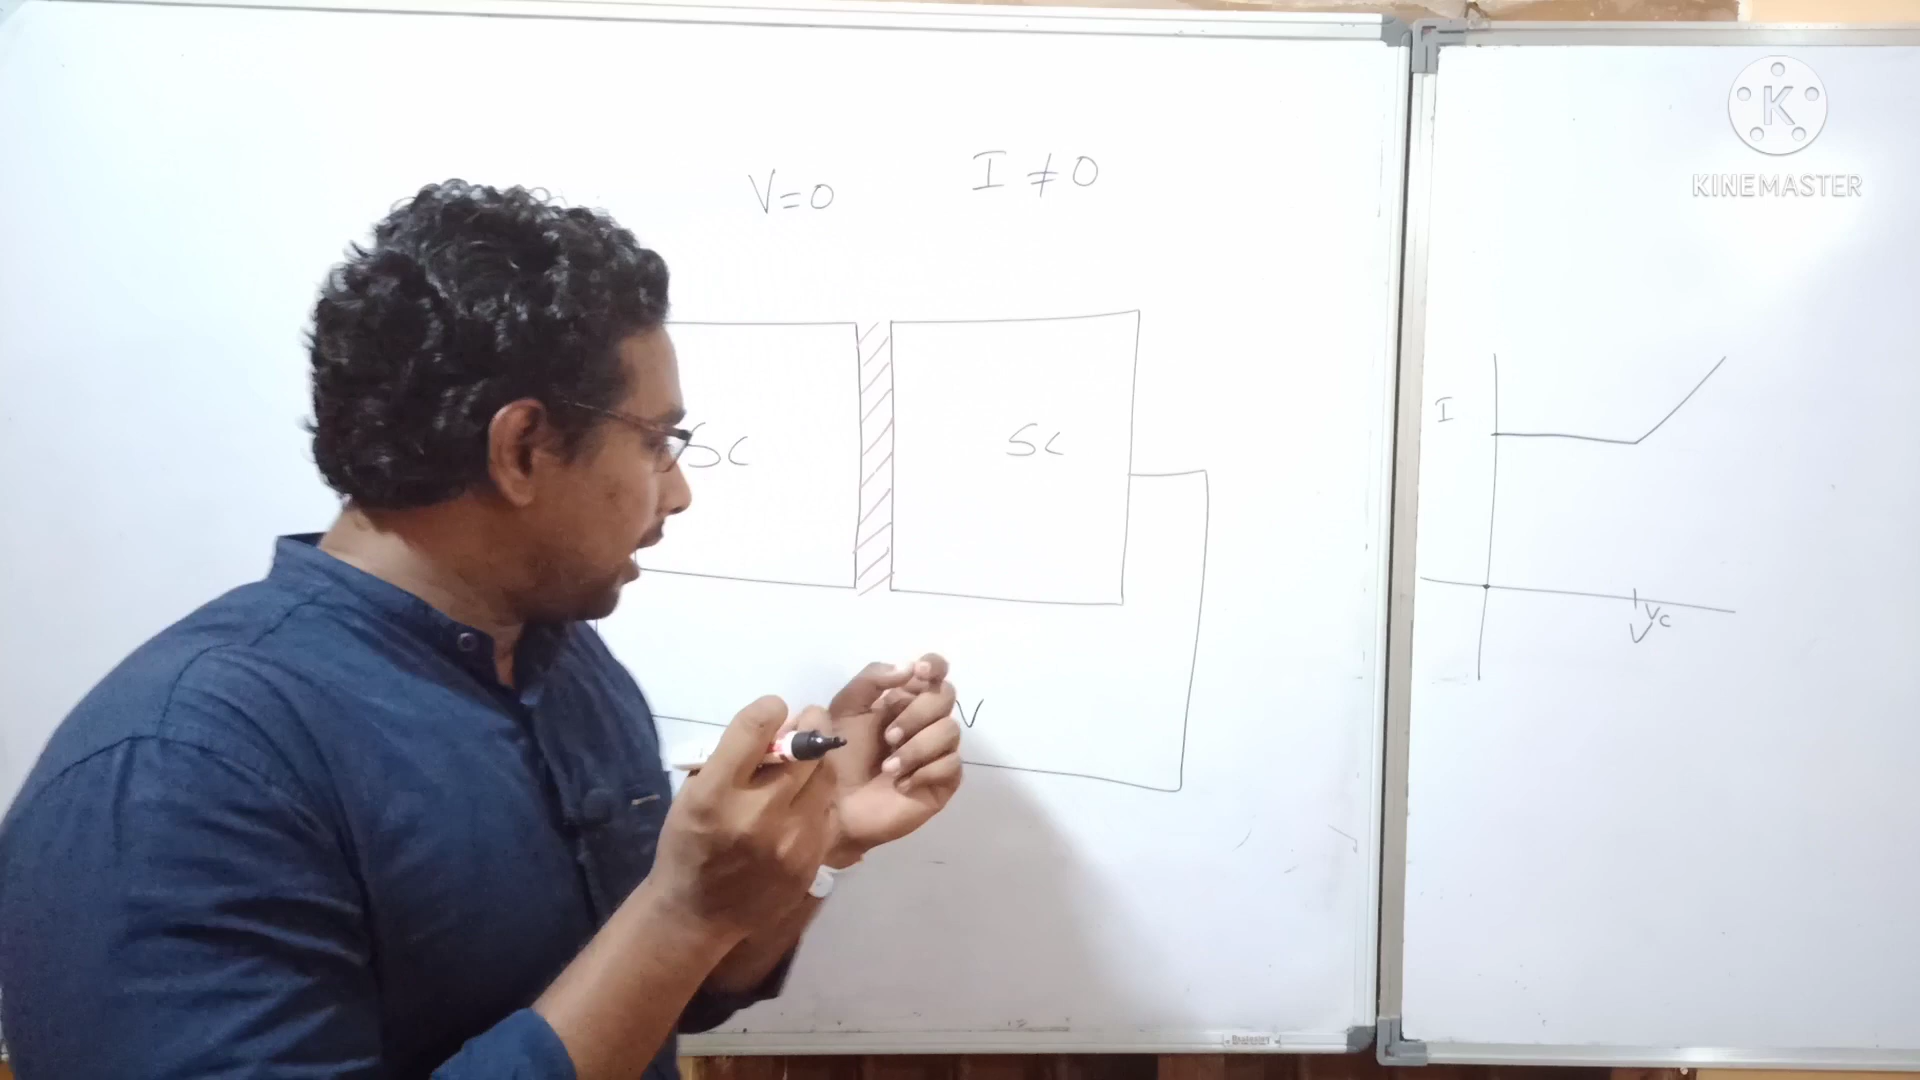 V=0 I ≠ 0
SC SC
V
I
Vc
V
K
KINEMASTER